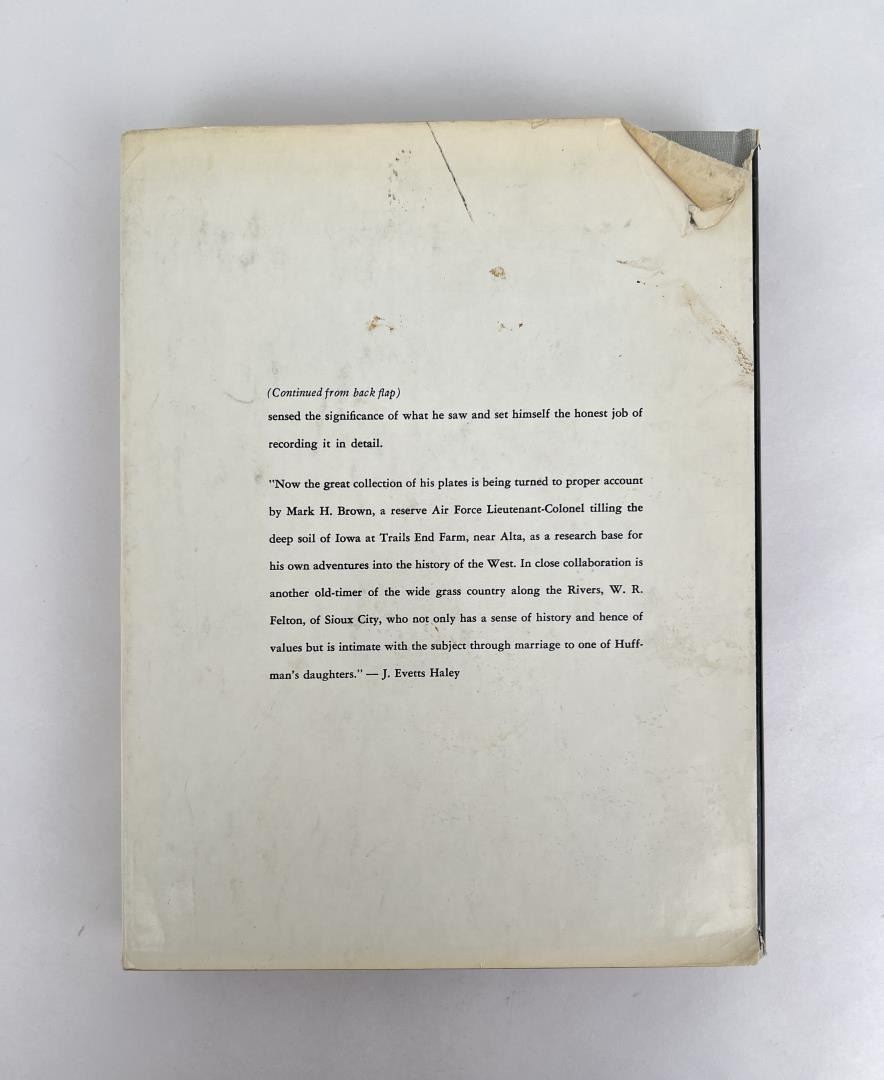 (Continued from back flap)
sensed the significance of what he saw and set himself the honest job of
recording it in detail.
"Now the great collection of his plates is being turned to proper account
by Mark H. Brown, a reserve Air Force Lieutenant-Colonel tilling the
deep soil of Iowa at Trails End Farm, near Alta, as a research base for
his own adventures into the history of the West. In close collaboration is
another old-timer of the wide grass country along the Rivers, W. R.
Felton, of Sioux City, who not only has a sense of history and hence of
values but is intimate with the subject through marriage to one of Huff-
man's daughters." — J. Evetts Haley